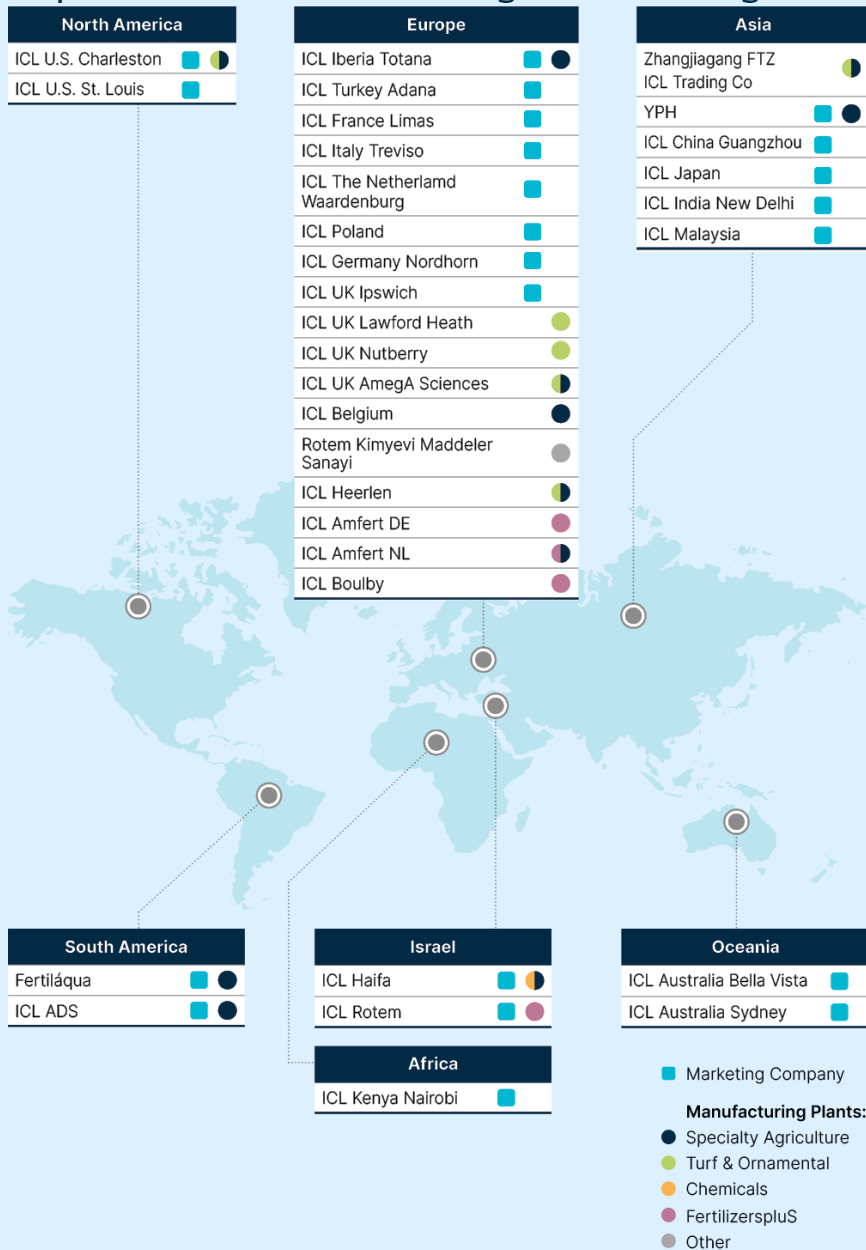 North America
ICL U.S. Charleston
ICL U.S. St. Louis
Europe
ICL Iberia Totana
ICL Turkey Adana
ICL France Limas
ICL Italy Treviso
ICL The Netherlamd
Waardenburg
ICL Poland
ICL Germany Nordhorn
ICL UK Ipswich
ICL UK Lawford Heath
ICL UK Nutberry
ICL UK AmegA Sciences
ICL Belgium
Rotem Kimyevi Maddeler
Sanayi
ICL Heerlen
ICL Amfert DE
ICL Amfert NL
ICL Boulby
Asia
Zhangjiagang FTZ
ICL Trading Co
YPH
ICL China Guangzhou
ICL Japan
ICL India New Delhi
ICL Malaysia
South America
Fertiláqua
ICL ADS
Israel
ICL Haifa
ICL Rotem
Africa
ICL Kenya Nairobi
Oceania
ICL Australia Bella Vista
ICL Australia Sydney
Marketing Company
Manufacturing Plants:
Specialty Agriculture
Turf & Ornamental
Chemicals
FertilizerspluS
Other